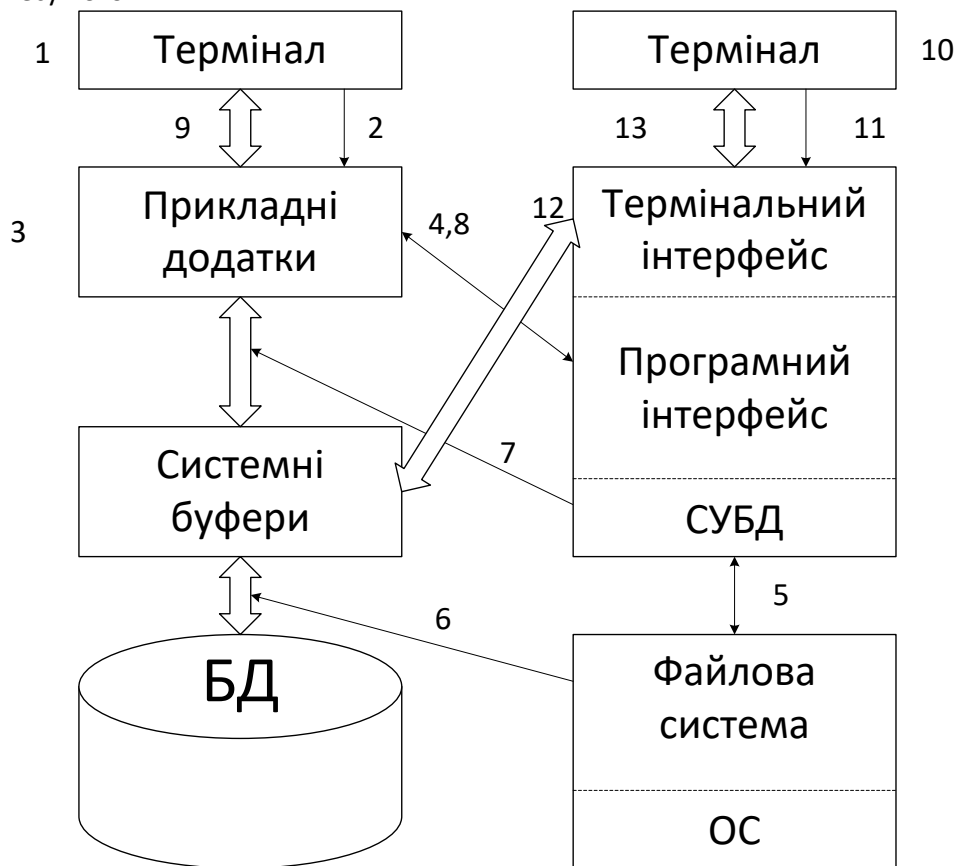 1
Термінал
Термінал
10
9
2
13
11
3
Прикладні
додатки
4,8
12
Термінальний
інтерфейс
Програмний
інтерфейс
7
Системні
буфери
СУБД
5
6
БД
Файлова
система
ОС